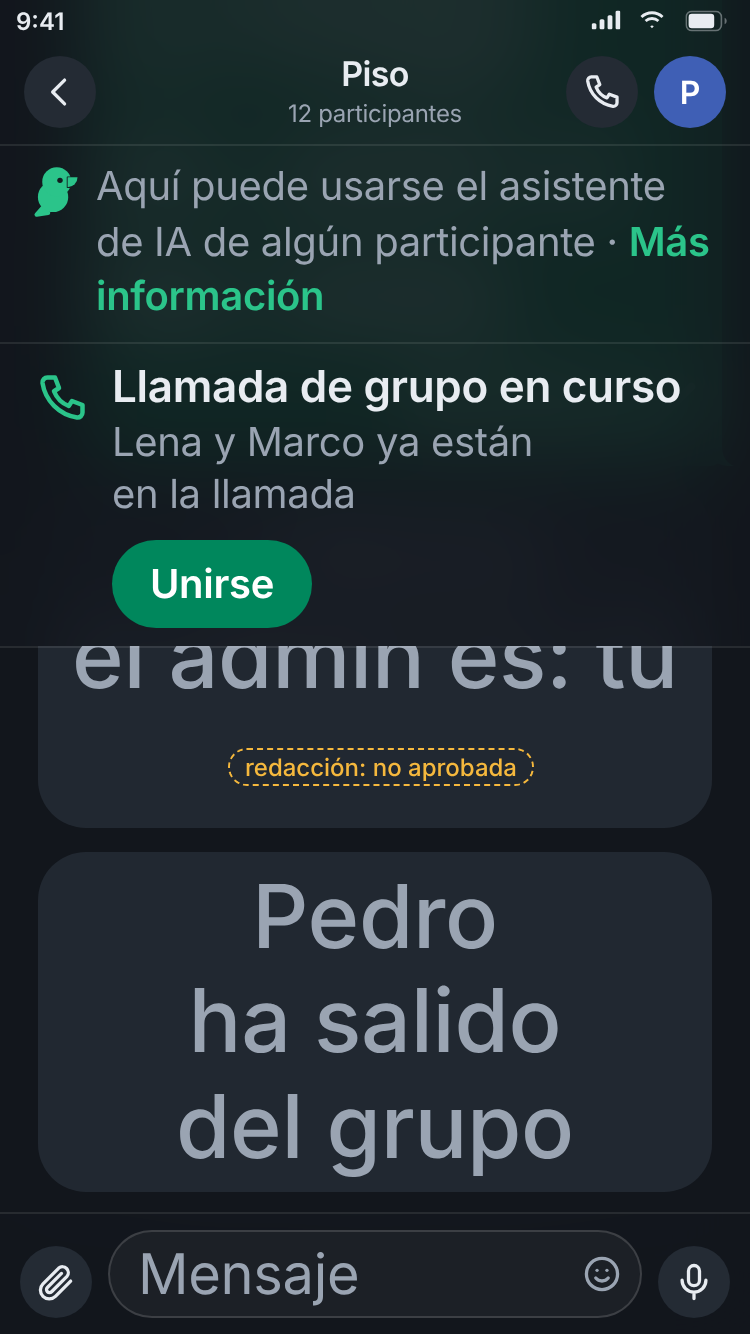 9:41
Piso
12 participantes
P
Aquí puede usarse el asistente
de IA de algún participante · Más
información
Llamada de grupo en curso
Lena y Marco ya están
en la llamada
Unirse
el admin es: tú
redacción: no aprobada
Pedro
ha salido
del grupo
Mensaje